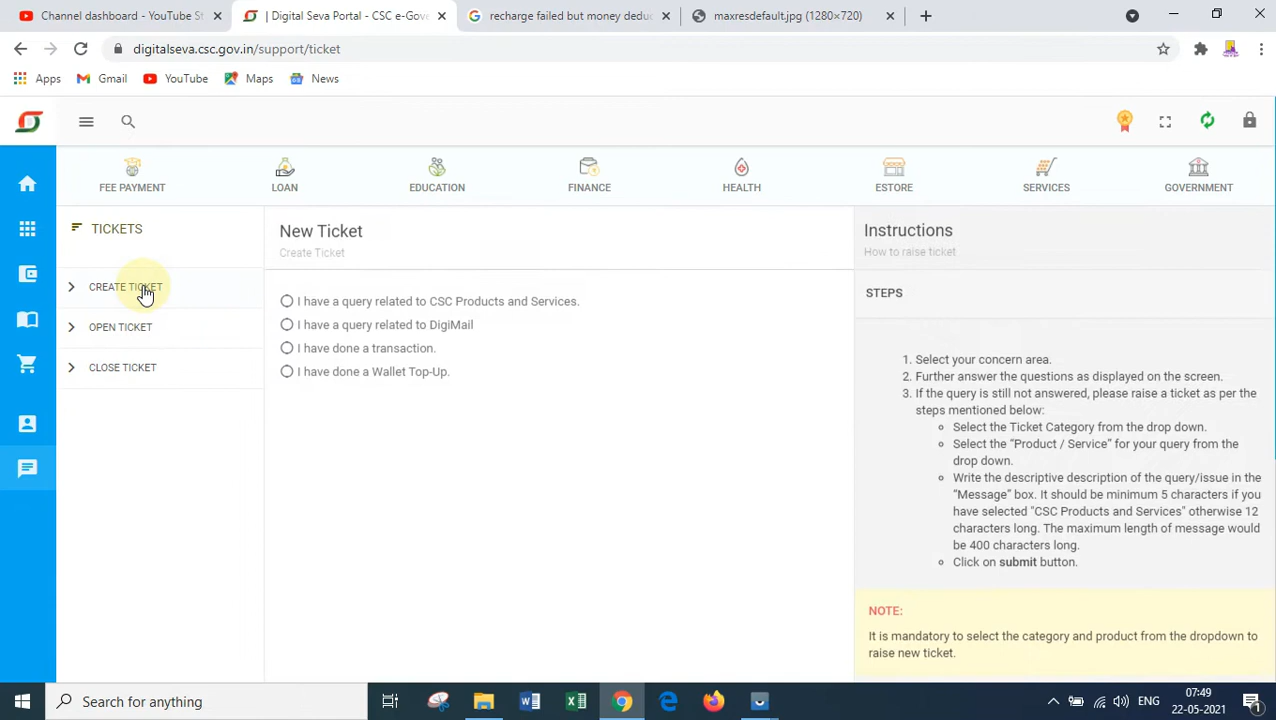 Channel dashboard - YouTube St
| Digital Seva Portal - CSC e-Gove
recharge failed but money deduc
maxresdefault.jpg (1280×720)
digitalseva.csc.gov.in/support/ticket
Apps
Gmail
YouTube
Maps
News
FEE PAYMENT
LOAN
EDUCATION
FINANCE
HEALTH
ESTORE
SERVICES
GOVERNMENT
TICKETS
CREATE TICKET
OPEN TICKET
CLOSE TICKET
New Ticket
Create Ticket
I have a query related to CSC Products and Services.
I have a query related to DigiMail
I have done a transaction.
I have done a Wallet Top-Up.
Instructions
How to raise ticket
STEPS
1. Select your concern area.
2. Further answer the questions as displayed on the screen.
3. If the query is still not answered, please raise a ticket as per the
steps mentioned below:
Select the Ticket Category from the drop down.
Select the “Product / Service” for your query from the
drop down.
Write the descriptive description of the query/issue in the
“Message” box. It should be minimum 5 characters if you
have selected "CSC Products and Services" otherwise 12
characters long. The maximum length of message would
be 400 characters long.
Click on submit button.
NOTE:
It is mandatory to select the category and product from the dropdown to
raise new ticket.
Search for anything
ENG
07:49
22-05-2021
1